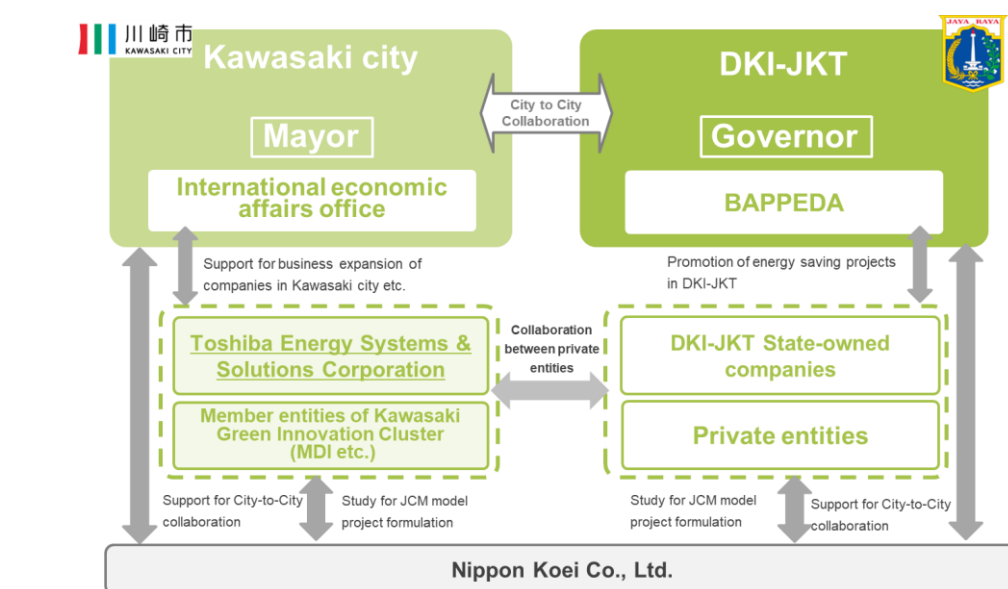 川崎市
KAWASAKI CITY
JAYA RAYA
Kawasaki city
DKI-JKT
City to City
Collaboration
Mayor
Governor
International economic
affairs office
BAPPEDA
Support for business expansion of
companies in Kawasaki city etc.
Promotion of energy saving projects
in DKI-JKT
Toshiba Energy Systems &
Solutions Corporation
Collaboration
between private
entities
DKI-JKT State-owned
companies
Member entities of Kawasaki
Green Innovation Cluster
(MDI etc.)
Private entities
Support for City-to-City
collaboration
Study for JCM model
project formulation
Study for JCM model
project formulation
Support for City-to-City
collaboration
Nippon Koei Co., Ltd.